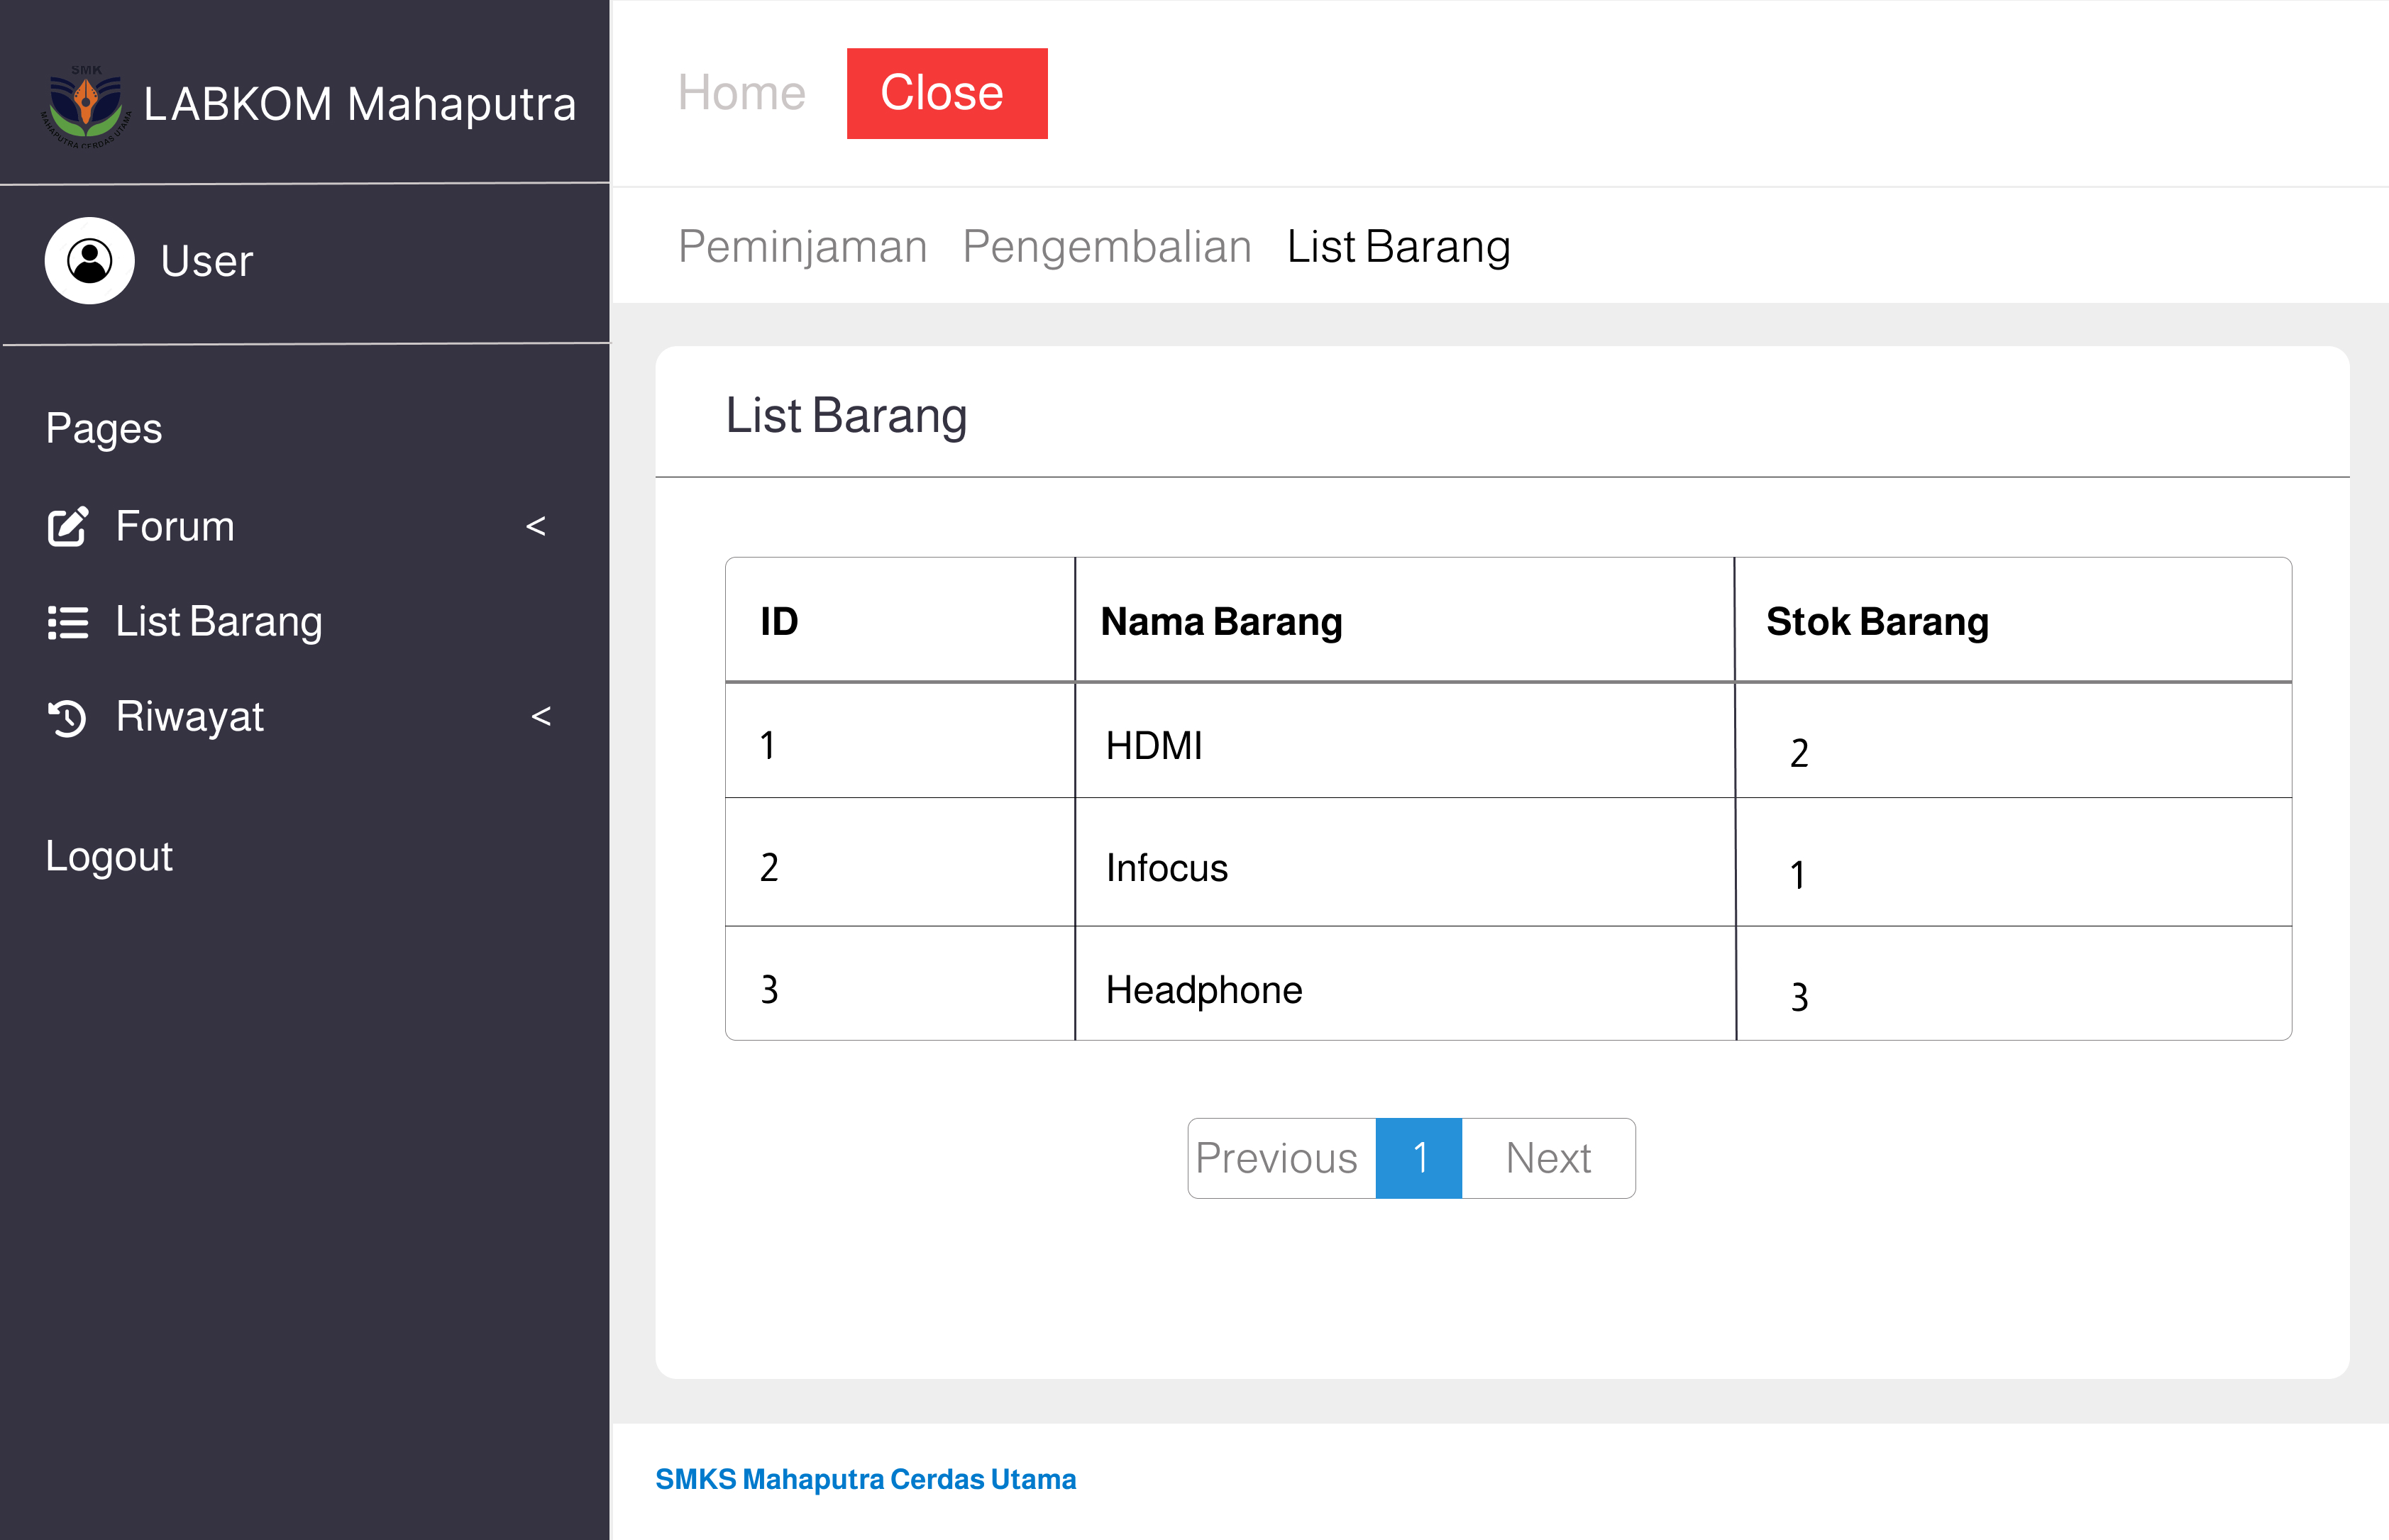 SMK
MAHAPUTRA CERDAS UTAMA
LABKOM Mahaputra
User
Pages
Forum <
List Barang
Riwayat <
Logout
Home Close
Peminjaman Pengembalian List Barang
List Barang
ID Nama Barang Stok Barang
1 HDMI 2
2 Infocus 1
3 Headphone 3
Previous 1 Next
SMKS Mahaputra Cerdas Utama